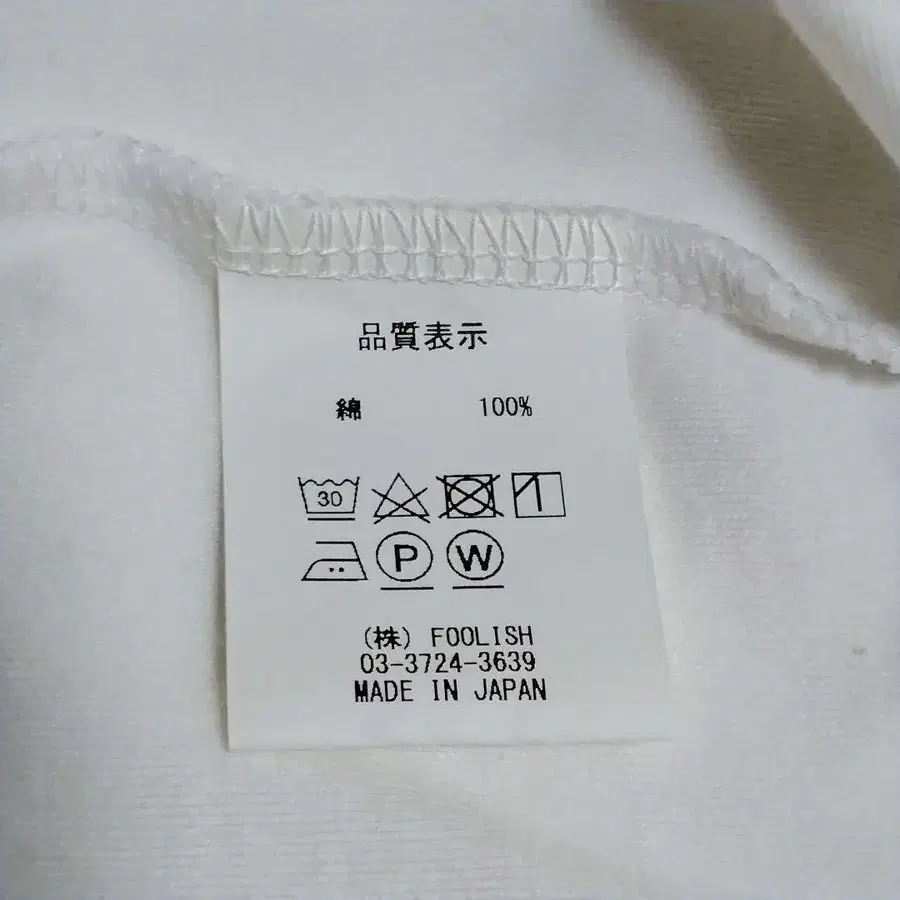 品質表示
綿 100%
30
P W
(株) FOOLISH
03-3724-3639
MADE IN JAPAN